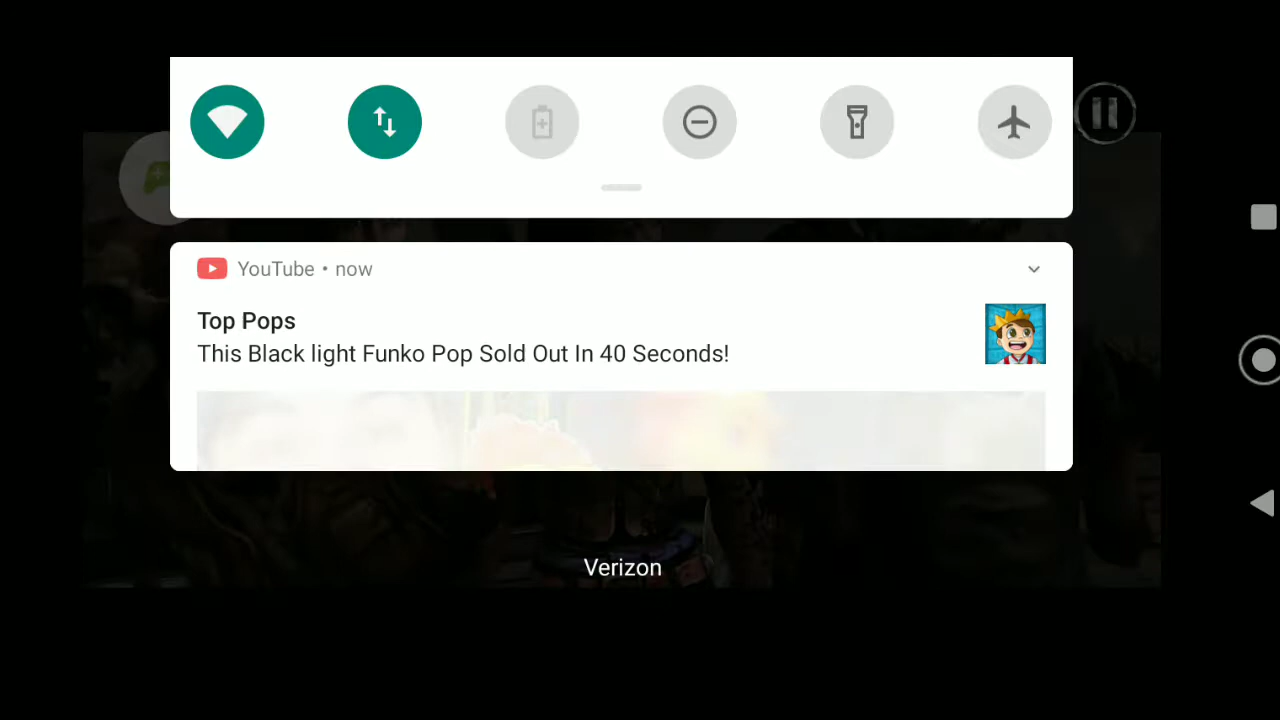 YouTube • now
Top Pops
This Black light Funko Pop Sold Out In 40 Seconds!
Verizon